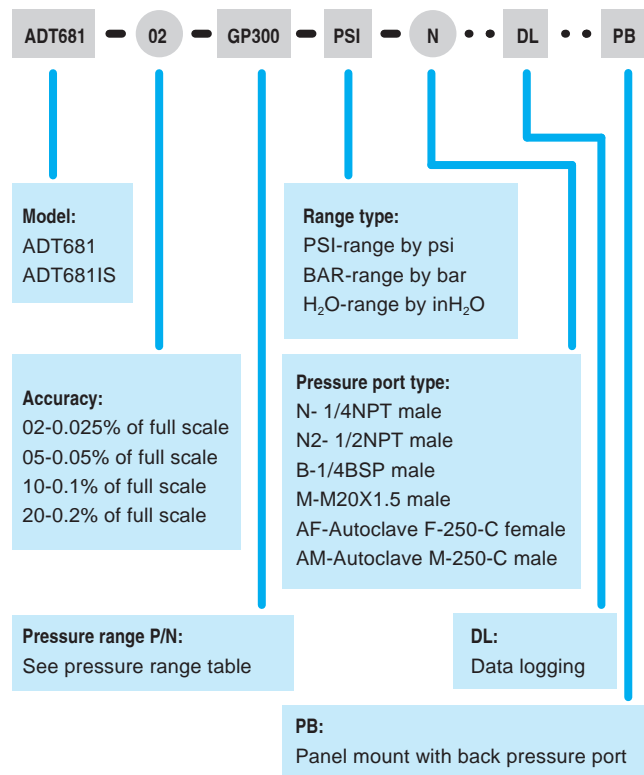 ADT681 02 GP300 PSI N DL PB
Model:
ADT681
ADT681IS
Range type:
PSI-range by psi
BAR-range by bar
H₂O-range by inH₂O
Accuracy:
02-0.025% of full scale
05-0.05% of full scale
10-0.1% of full scale
20-0.2% of full scale
Pressure port type:
N- 1/4NPT male
N2- 1/2NPT male
B-1/4BSP male
M-M20X1.5 male
AF-Autoclave F-250-C female
AM-Autoclave M-250-C male
Pressure range P/N:
See pressure range table
DL:
Data logging
PB:
Panel mount with back pressure port